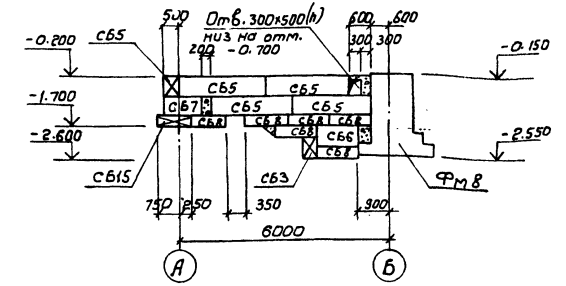 500
Отв. 300×500(h)
низ на отм.
-0.700
600
600
СБ5
-0.200
200
300
300
-0.150
СБ5
СБ5
-1.700
СБ7
СБ5
СБ5
СБ8
СБ8
СБ8
СБ8
-2.600
СБ8
СБ6
-2.550
СБ8
СБ15
СБ3
Фм8
750
250
350
900
6000
А
Б